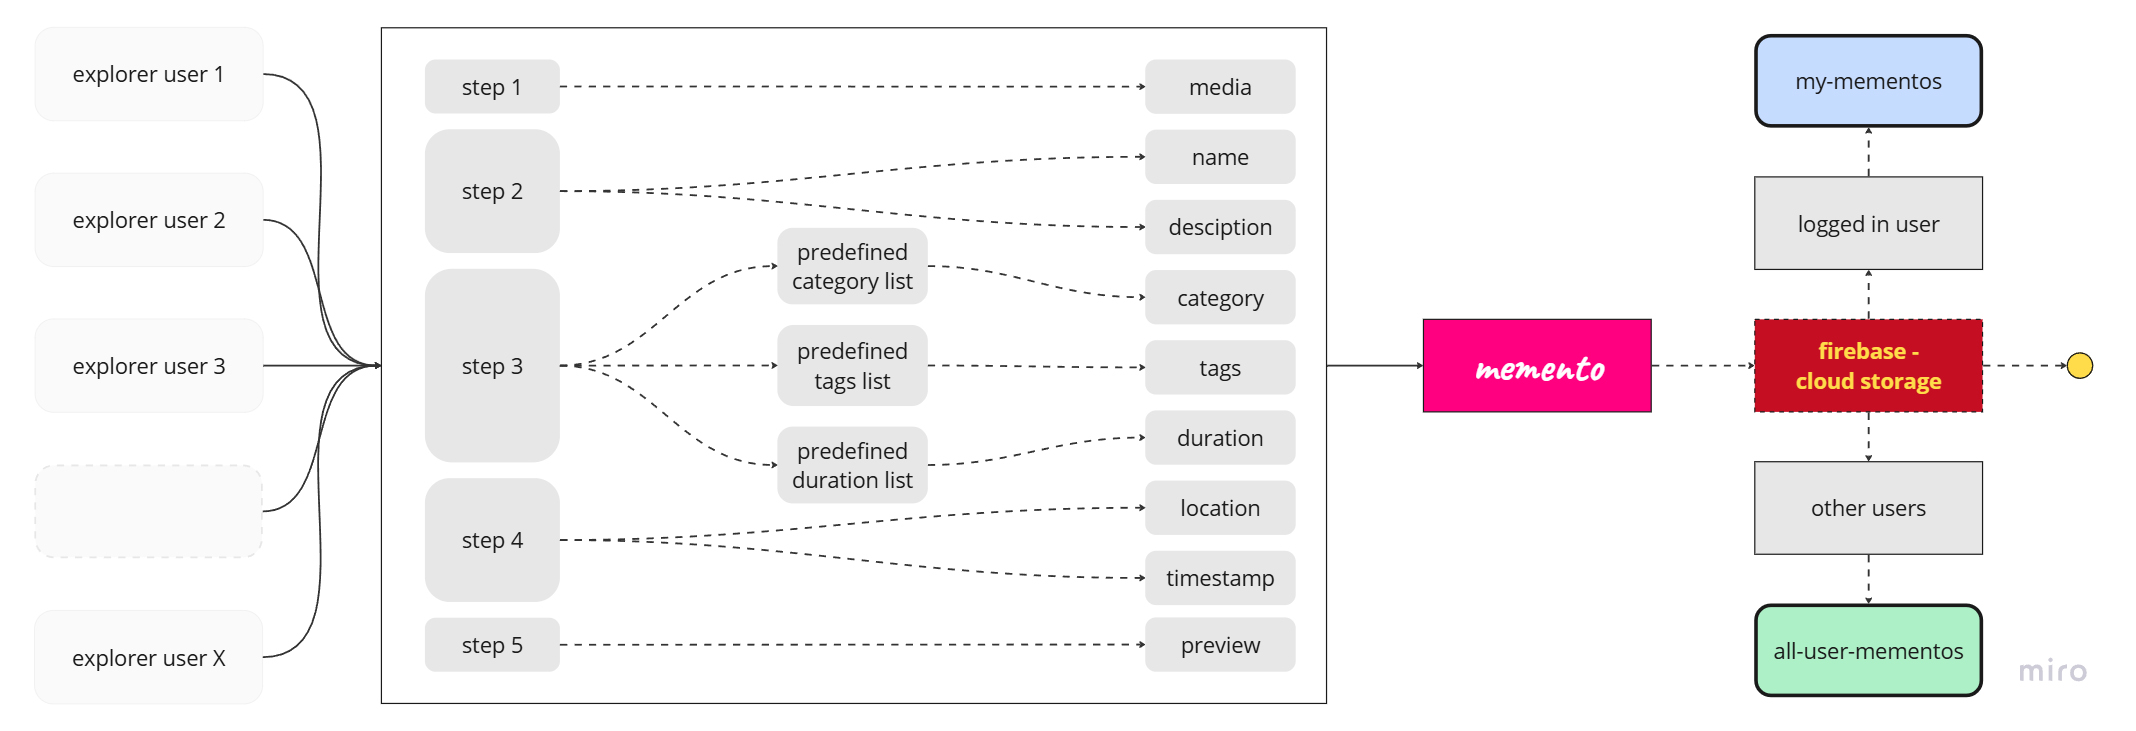 explorer user 1
explorer user 2
explorer user 3
explorer user X
step 1
step 2
step 3
step 4
step 5
predefined
category list
predefined
tags list
predefined
duration list
media
name
desciption
category
tags
duration
location
timestamp
preview
memento
my-mementos
logged in user
firebase -
cloud storage
other users
all-user-mementos
miro